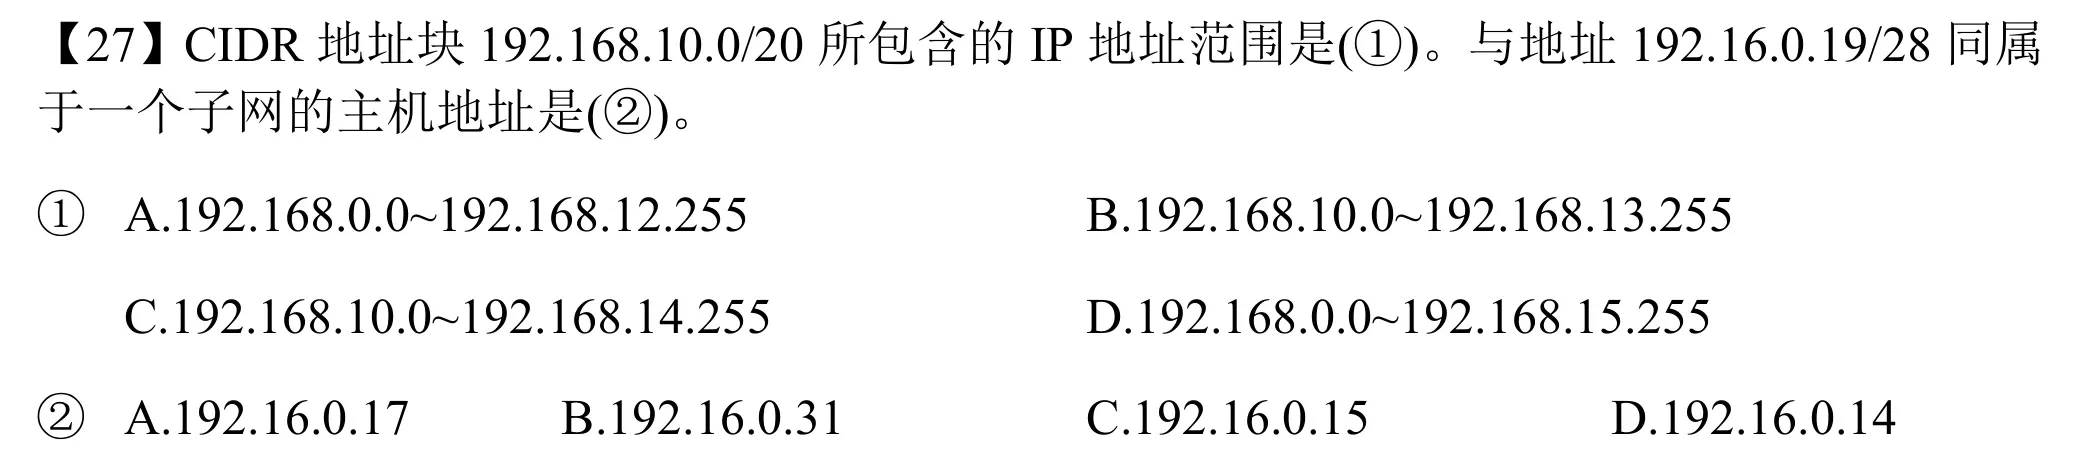 【27】CIDR 地址块 192.168.10.0/20 所包含的 IP 地址范围是(①)。与地址 192.16.0.19/28 同属
于一个子网的主机地址是(②)。
① A.192.168.0.0~192.168.12.255 B.192.168.10.0~192.168.13.255
C.192.168.10.0~192.168.14.255 D.192.168.0.0~192.168.15.255
② A.192.16.0.17 B.192.16.0.31 C.192.16.0.15 D.192.16.0.14